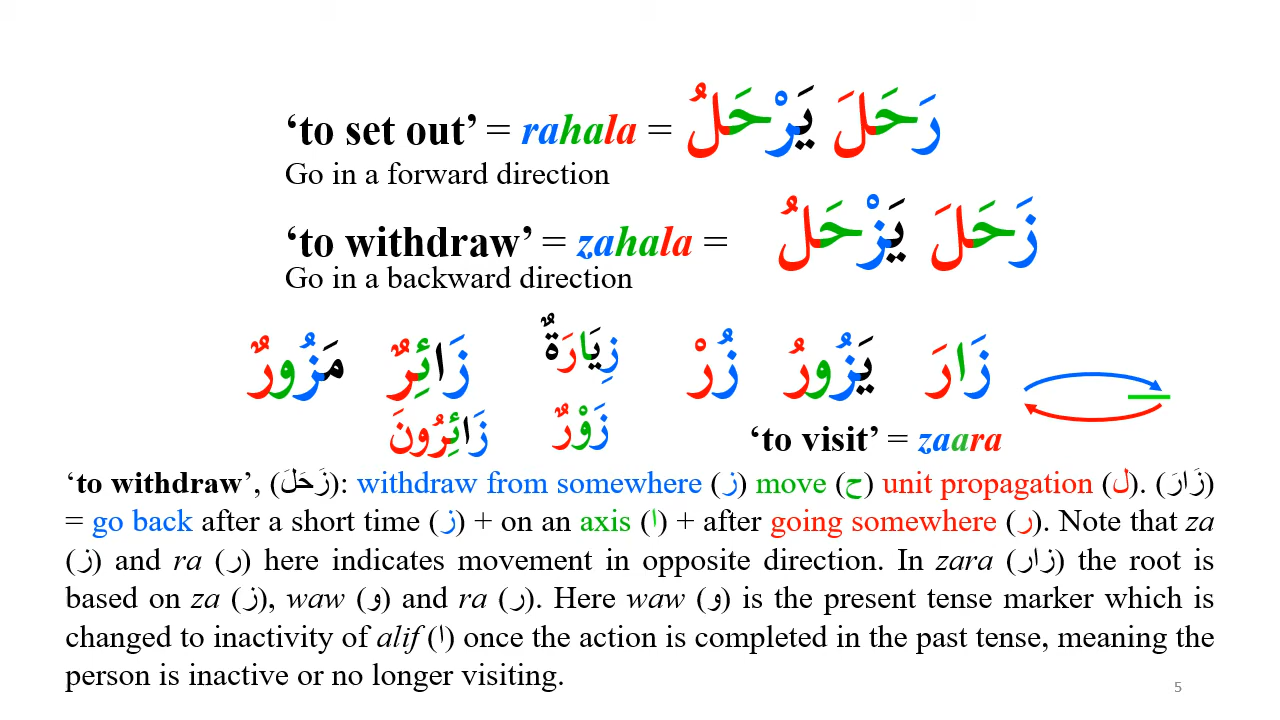 ‘to set out’ = rahala = رَحَلَ يَرْحَلُ
Go in a forward direction
‘to withdraw’ = zahala = زَحَلَ يَزْحَلُ
Go in a backward direction
زَارَ يَزُورُ زُرْ زِيَارَةٌ زَائِرٌ مَزُورٌ
زَوْرٌ زَائِرُونَ
‘to visit’ = zaara
‘to withdraw’, (زَحَلَ): withdraw from somewhere (ز) move (ح) unit propagation (ل). (زَارَ)
= go back after a short time (ز) + on an axis (ا) + after going somewhere (ر). Note that za
(ز) and ra (ر) here indicates movement in opposite direction. In zara (زار) the root is
based on za (ز), waw (و) and ra (ر). Here waw (و) is the present tense marker which is
changed to inactivity of alif (ا) once the action is completed in the past tense, meaning the
person is inactive or no longer visiting.
5